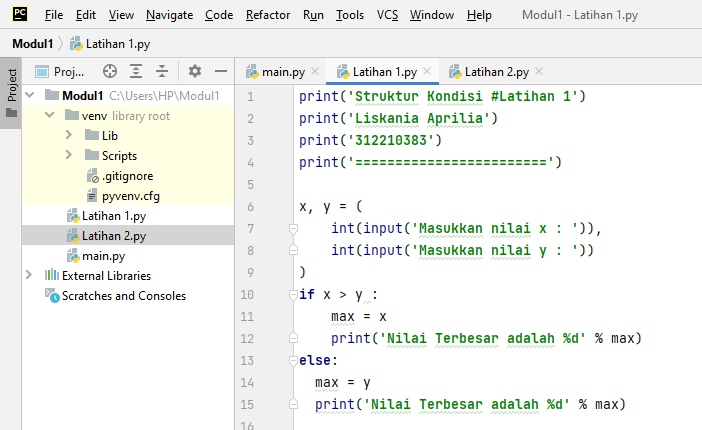 PC File Edit View Navigate Code Refactor Run Tools VCS Window Help Modul1 - Latihan 1.py
Modul1 Latihan 1.py
Project
Proj...
Modul1 C:\Users\HP\Modul1
venv library root
Lib
Scripts
.gitignore
pyvenv.cfg
Latihan 1.py
Latihan 2.py
main.py
External Libraries
Scratches and Consoles
main.py Latihan 1.py Latihan 2.py
1 print('Struktur Kondisi #Latihan 1')
2 print('Liskania Aprilia')
3 print('312210383')
4 print('=========================')
5
6 x, y = (
7     int(input('Masukkan nilai x : ')),
8     int(input('Masukkan nilai y : '))
9 )
10 if x > y :
11     max = x
12     print('Nilai Terbesar adalah %d' % max)
13 else:
14   max = y
15   print('Nilai Terbesar adalah %d' % max)
16